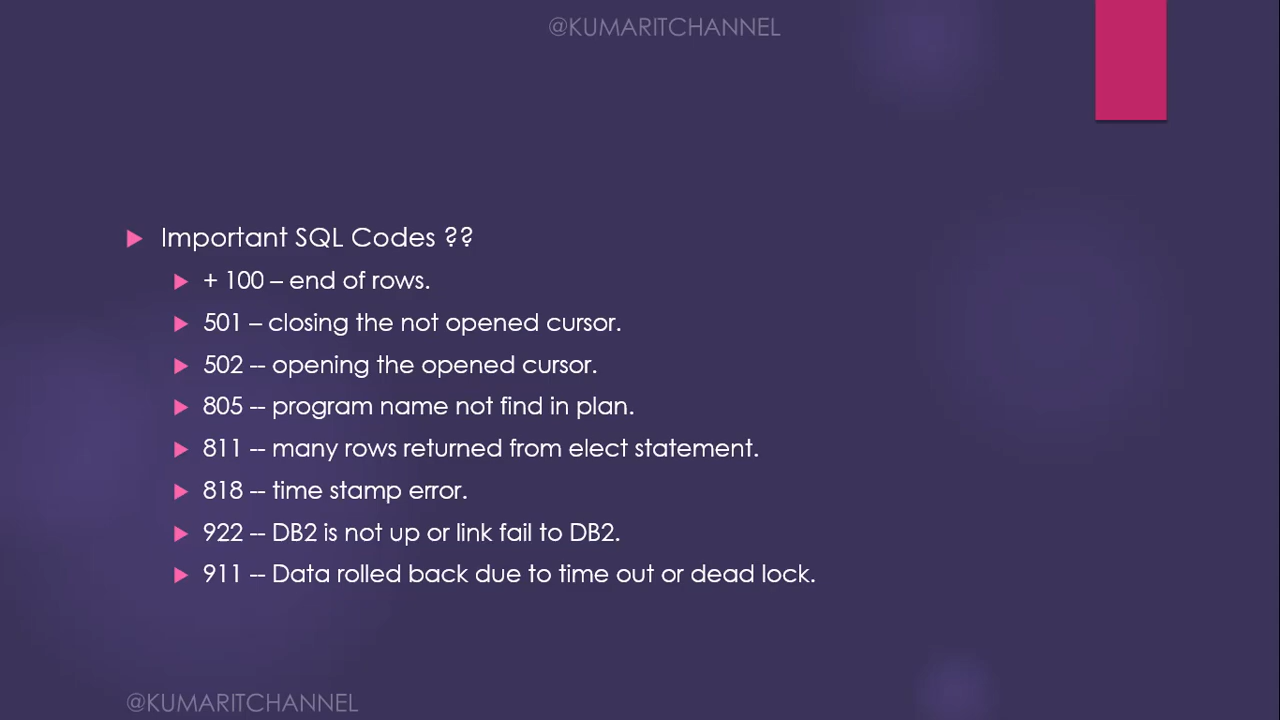 @KUMARITCHANNEL
Important SQL Codes ??
+ 100 – end of rows.
501 – closing the not opened cursor.
502 -- opening the opened cursor.
805 -- program name not find in plan.
811 -- many rows returned from elect statement.
818 -- time stamp error.
922 -- DB2 is not up or link fail to DB2.
911 -- Data rolled back due to time out or dead lock.
@KUMARITCHANNEL